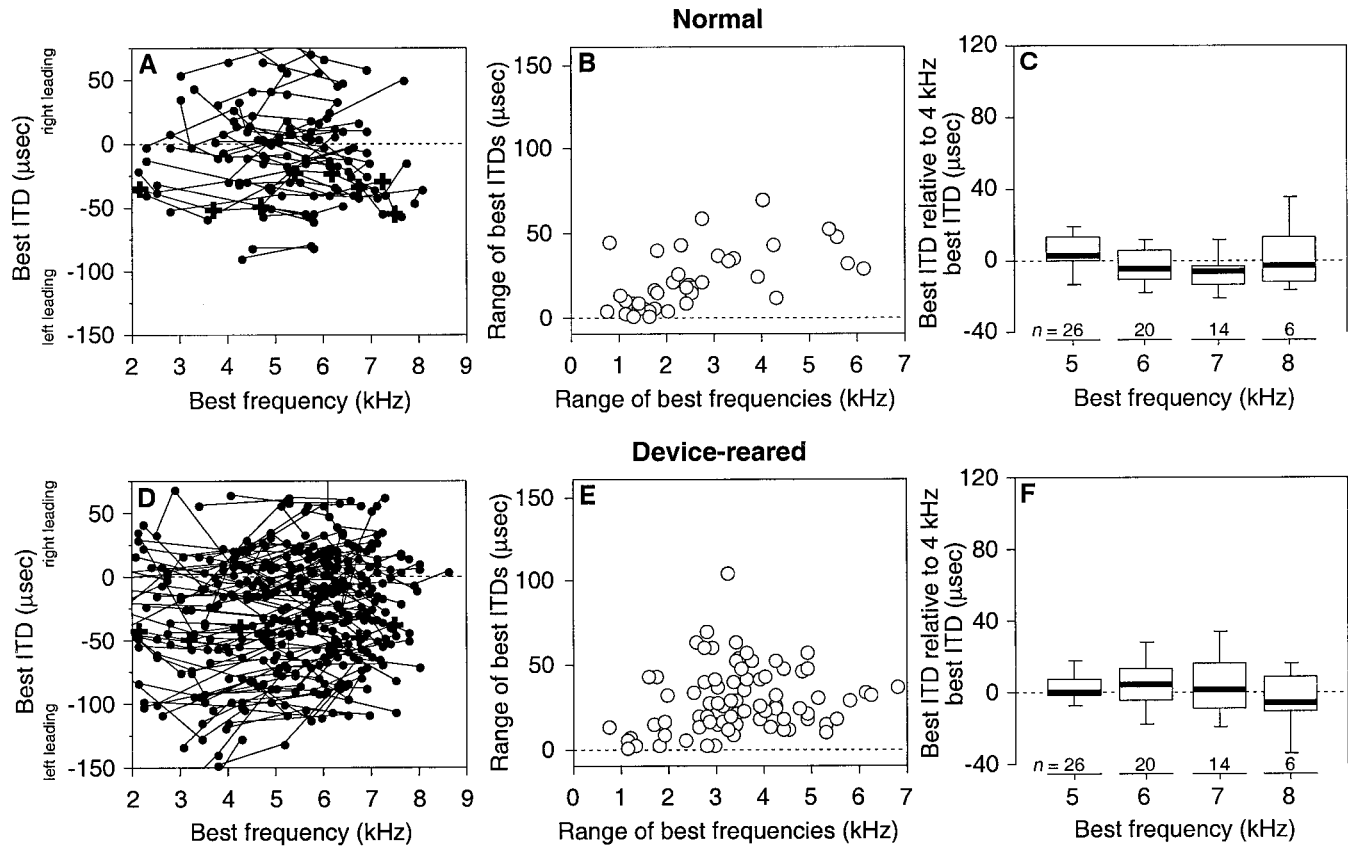 Normal
A
Best ITD (μsec)
right leading
left leading
50
0
-50
-100
-150
2 3 4 5 6 7 8 9
Best frequency (kHz)
B
Range of best ITDs (μsec)
150
100
50
0
0 1 2 3 4 5 6 7
Range of best frequencies (kHz)
C
Best ITD relative to 4 kHz
best ITD (μsec)
120
80
40
0
-40
n = 26 20 14 6
5 6 7 8
Best frequency (kHz)
Device-reared
D
Best ITD (μsec)
right leading
left leading
50
0
-50
-100
-150
2 3 4 5 6 7 8 9
Best frequency (kHz)
E
Range of best ITDs (μsec)
150
100
50
0
0 1 2 3 4 5 6 7
Range of best frequencies (kHz)
F
Best ITD relative to 4 kHz
best ITD (μsec)
120
80
40
0
-40
n = 26 20 14 6
5 6 7 8
Best frequency (kHz)